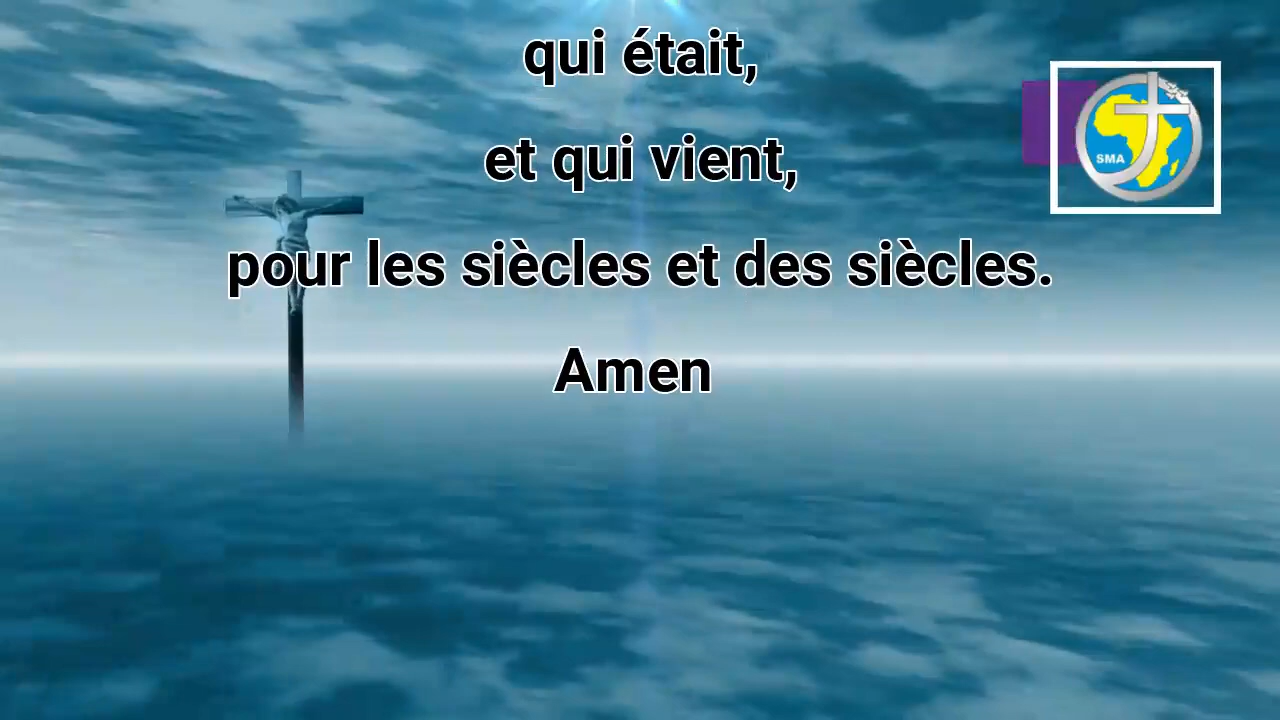 qui était,
et qui vient,
SMA
pour les siècles et des siècles.
Amen